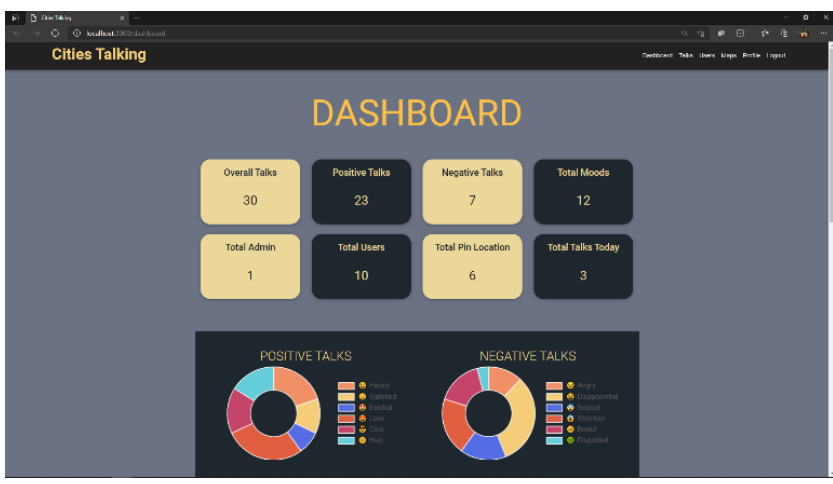 Cities Talking
localhost:3000/dashboard
Cities Talking
Dashboard Talks Users Maps Profile Logout
DASHBOARD
Overall Talks Positive Talks Negative Talks Total Moods
30 23 7 12
Total Admin Total Users Total Pin Location Total Talks Today
1 10 6 3
POSITIVE TALKS NEGATIVE TALKS
Happy Angry
Satisfied Disappointed
Excited Scared
Love Shocked
Cool Bored
Hug Disgusted